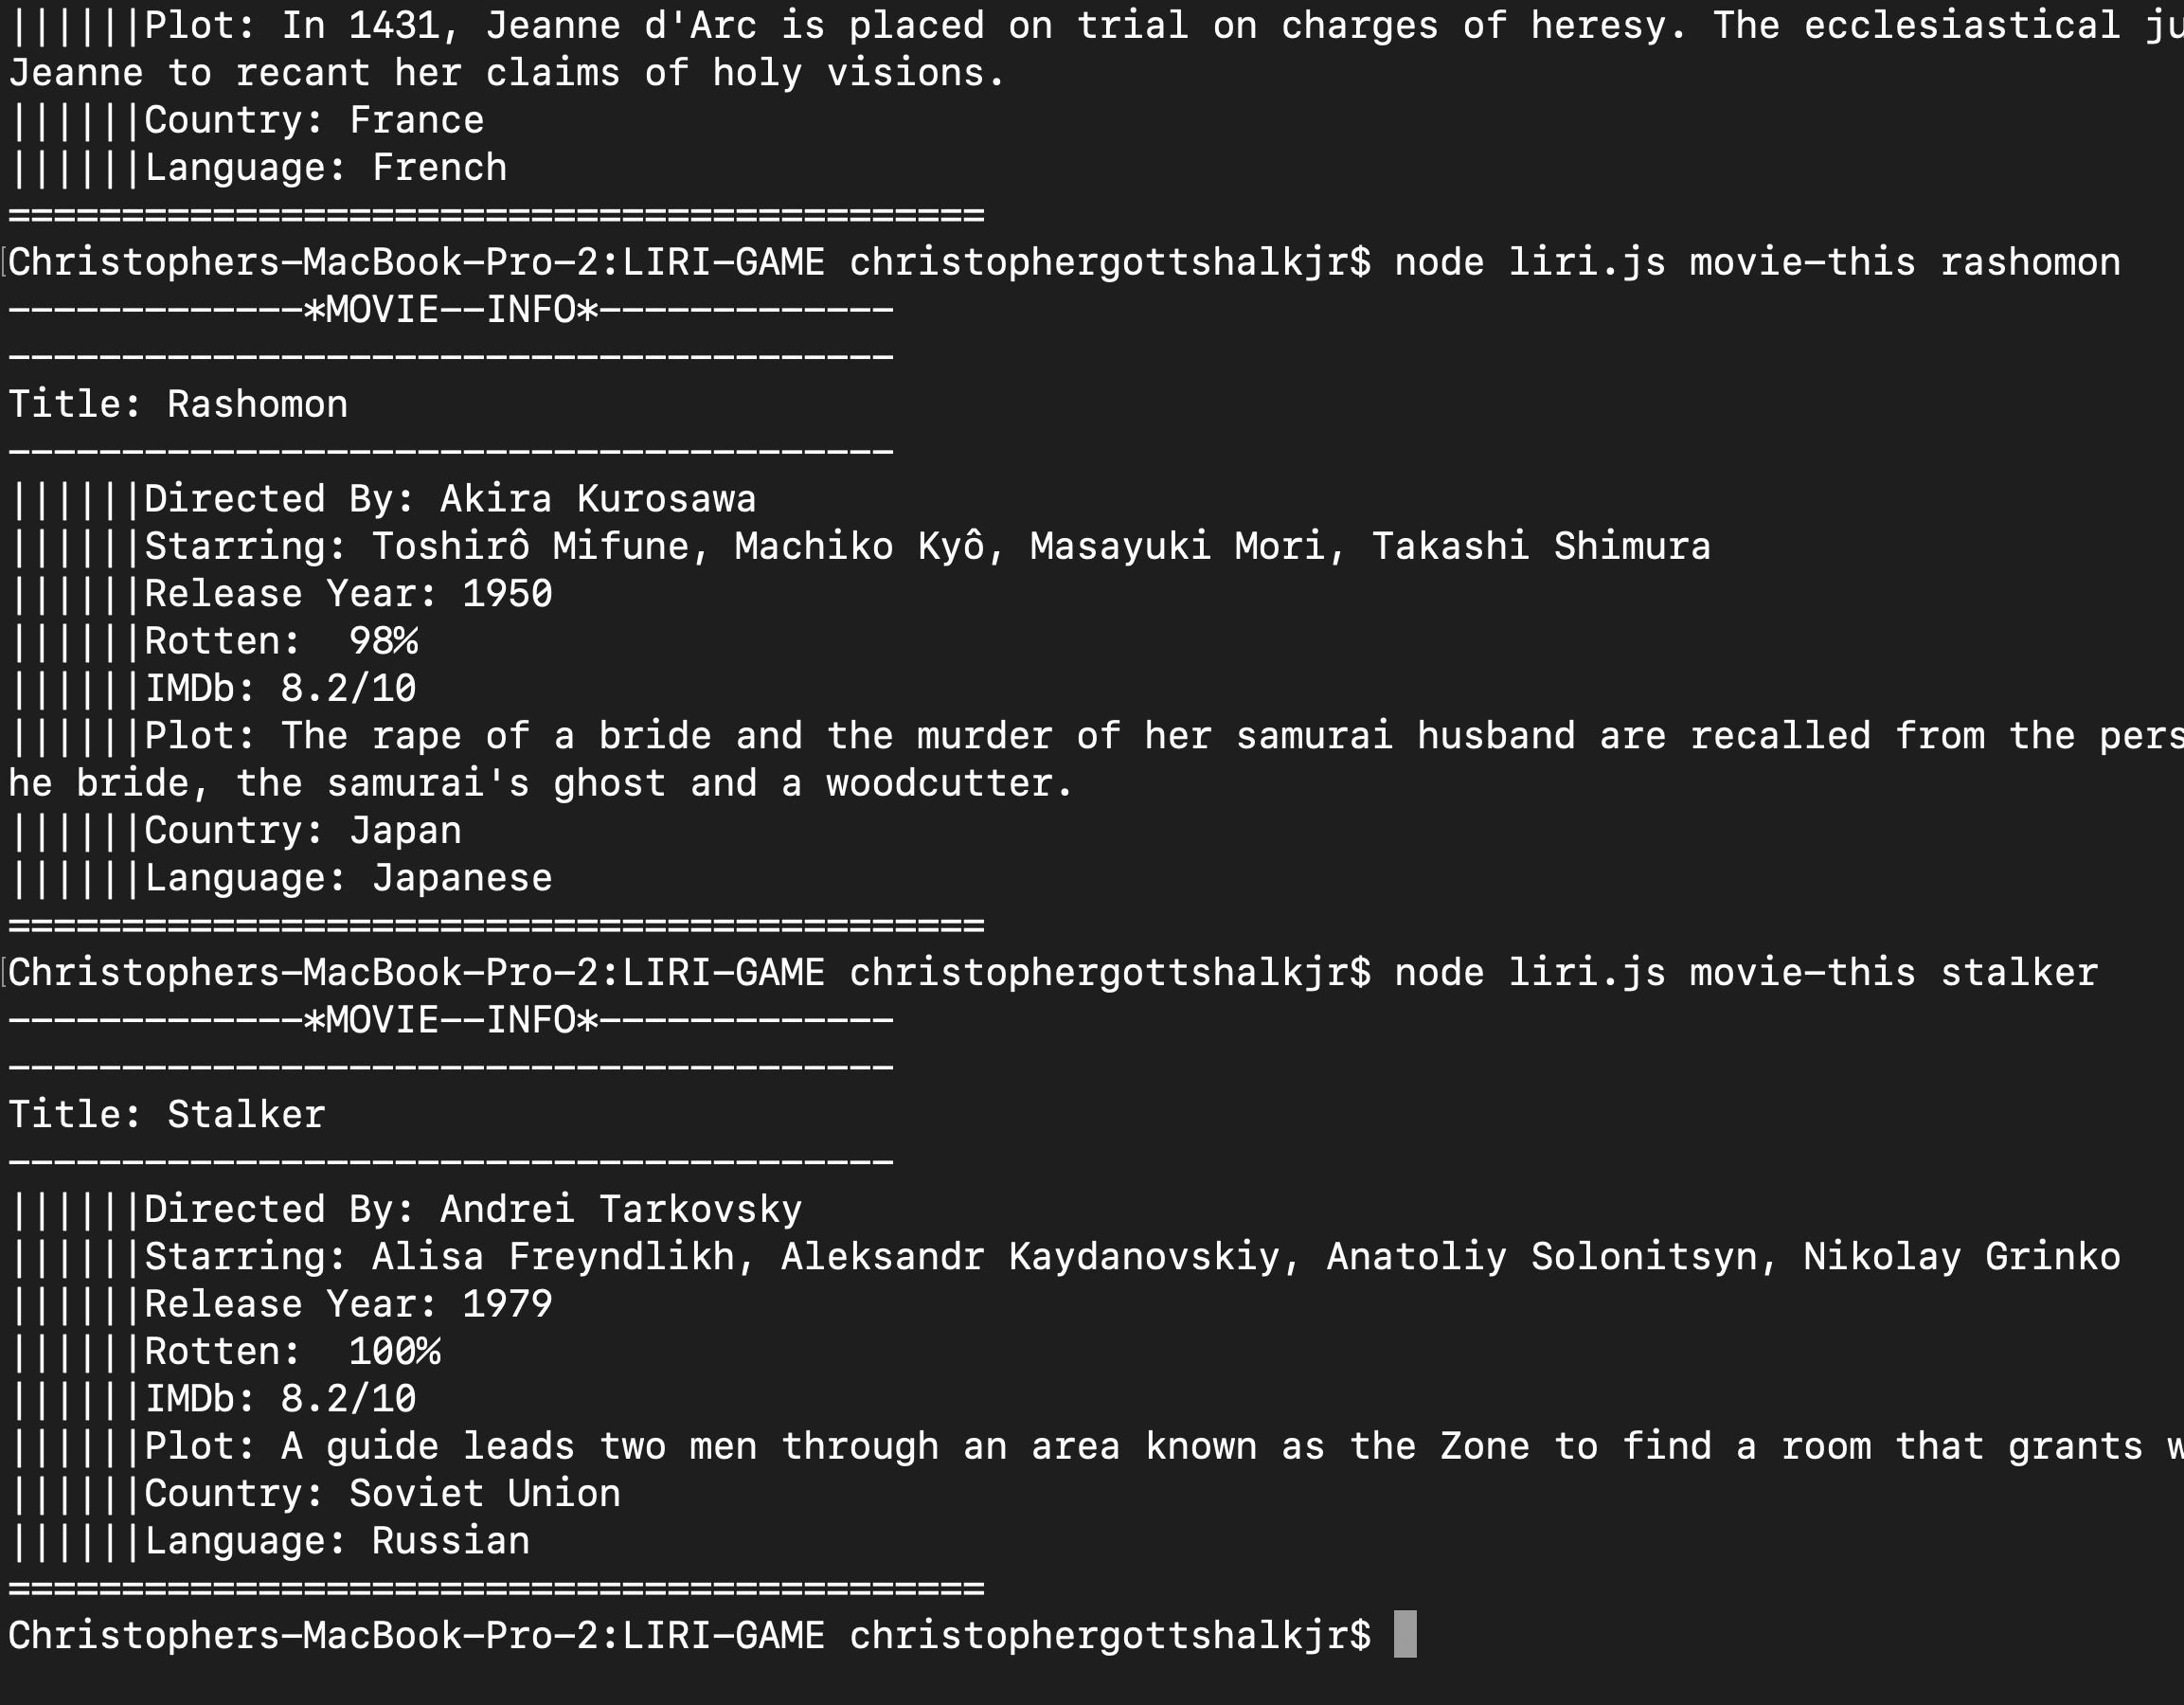 ||||||Plot: In 1431, Jeanne d'Arc is placed on trial on charges of heresy. The ecclesiastical
Jeanne to recant her claims of holy visions.
||||||Country: France
||||||Language: French
===========================================
Christophers-MacBook-Pro-2:LIRI-GAME christophergottshalkjr$ node liri.js movie-this rashomon
-------------*MOVIE--INFO*-------------
---------------------------------------
Title: Rashomon
---------------------------------------
||||||Directed By: Akira Kurosawa
||||||Starring: Toshirô Mifune, Machiko Kyô, Masayuki Mori, Takashi Shimura
||||||Release Year: 1950
||||||Rotten:  98%
||||||IMDb: 8.2/10
||||||Plot: The rape of a bride and the murder of her samurai husband are recalled from the pers
he bride, the samurai's ghost and a woodcutter.
||||||Country: Japan
||||||Language: Japanese
===========================================
Christophers-MacBook-Pro-2:LIRI-GAME christophergottshalkjr$ node liri.js movie-this stalker
-------------*MOVIE--INFO*-------------
---------------------------------------
Title: Stalker
---------------------------------------
||||||Directed By: Andrei Tarkovsky
||||||Starring: Alisa Freyndlikh, Aleksandr Kaydanovskiy, Anatoliy Solonitsyn, Nikolay Grinko
||||||Release Year: 1979
||||||Rotten:  100%
||||||IMDb: 8.2/10
||||||Plot: A guide leads two men through an area known as the Zone to find a room that grants
||||||Country: Soviet Union
||||||Language: Russian
===========================================
Christophers-MacBook-Pro-2:LIRI-GAME christophergottshalkjr$